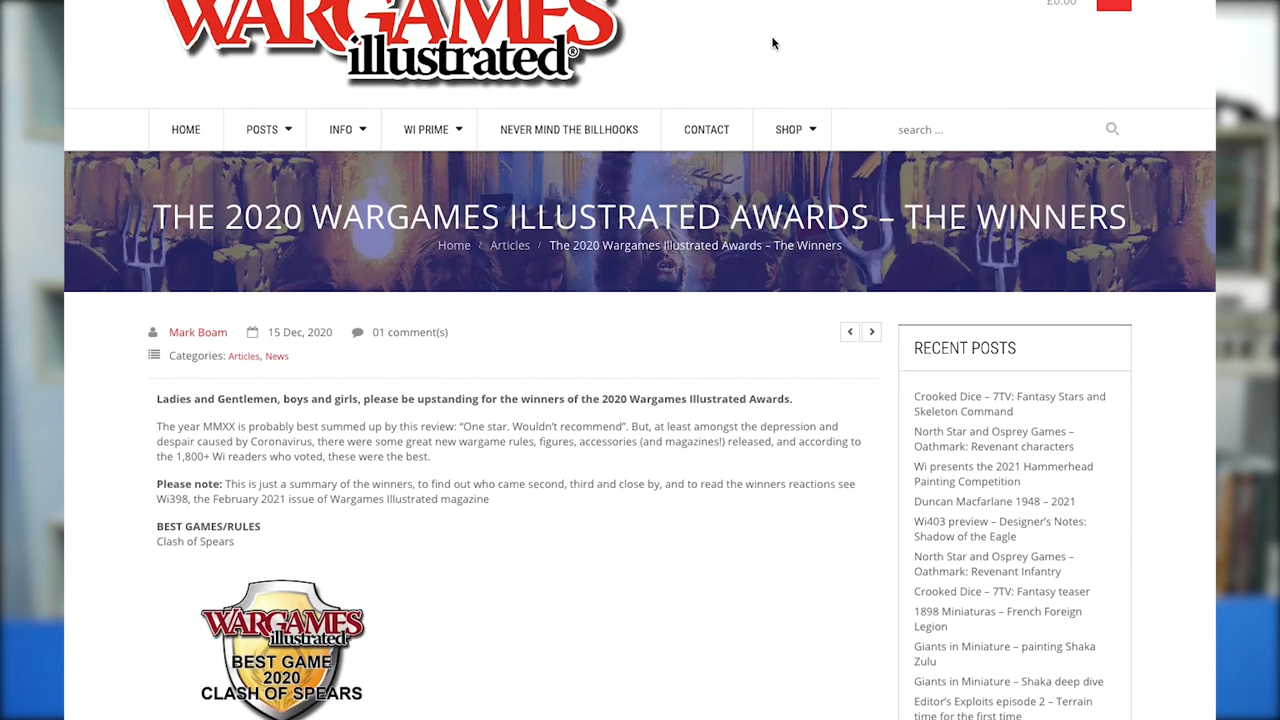 WARGAMES
illustrated®
£0.00
HOME
POSTS
INFO
WI PRIME
NEVER MIND THE BILLHOOKS
CONTACT
SHOP
search ...
THE 2020 WARGAMES ILLUSTRATED AWARDS – THE WINNERS
Home / Articles / The 2020 Wargames Illustrated Awards – The Winners
Mark Boam
15 Dec, 2020
01 comment(s)
Categories: Articles, News
Ladies and Gentlemen, boys and girls, please be upstanding for the winners of the 2020 Wargames Illustrated Awards.
The year MMXX is probably best summed up by this review: “One star. Wouldn’t recommend”. But, at least amongst the depression and
despair caused by Coronavirus, there were some great new wargame rules, figures, accessories (and magazines!) released, and according to
the 1,800+ Wi readers who voted, these were the best.
Please note: This is just a summary of the winners, to find out who came second, third and close by, and to read the winners reactions see
Wi398, the February 2021 issue of Wargames Illustrated magazine
BEST GAMES/RULES
Clash of Spears
WARGAMES
illustrated
BEST GAME
2020
CLASH OF SPEARS
RECENT POSTS
Crooked Dice – 7TV: Fantasy Stars and
Skeleton Command
North Star and Osprey Games –
Oathmark: Revenant characters
Wi presents the 2021 Hammerhead
Painting Competition
Duncan Macfarlane 1948 – 2021
Wi403 preview – Designer’s Notes:
Shadow of the Eagle
North Star and Osprey Games –
Oathmark: Revenant Infantry
Crooked Dice – 7TV: Fantasy teaser
1898 Miniaturas – French Foreign
Legion
Giants in Miniature – painting Shaka
Zulu
Giants in Miniature – Shaka deep dive
Editor’s Exploits episode 2 – Terrain
time for the first time